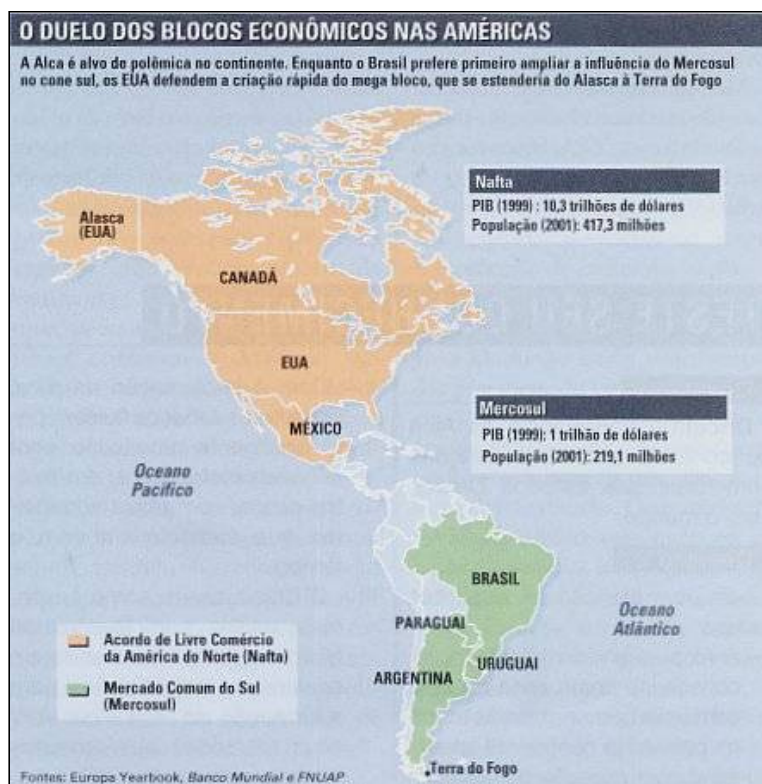 O DUELO DOS BLOCOS ECONÔMICOS NAS AMÉRICAS
A Alca é alvo de polêmica no continente. Enquanto o Brasil prefere primeiro ampliar a influência do Mercosul
no cone sul, os EUA defendem a criação rápida do mega bloco, que se estenderia do Alasca à Terra do Fogo
Nafta
PIB (1999) : 10,3 trilhões de dólares
População (2001): 417,3 milhões
Alasca
(EUA)
CANADÁ
EUA
MÉXICO
Mercosul
PIB (1999): 1 trilhão de dólares
População (2001): 219,1 milhões
Oceano
Pacífico
BRASIL
PARAGUAI
Oceano
Atlântico
URUGUAI
ARGENTINA
Acordo de Livre Comércio
da América do Norte (Nafta)
Mercado Comum do Sul
(Mercosul)
Terra do Fogo
Fontes: Europa Yearbook, Banco Mundial e FNUAP